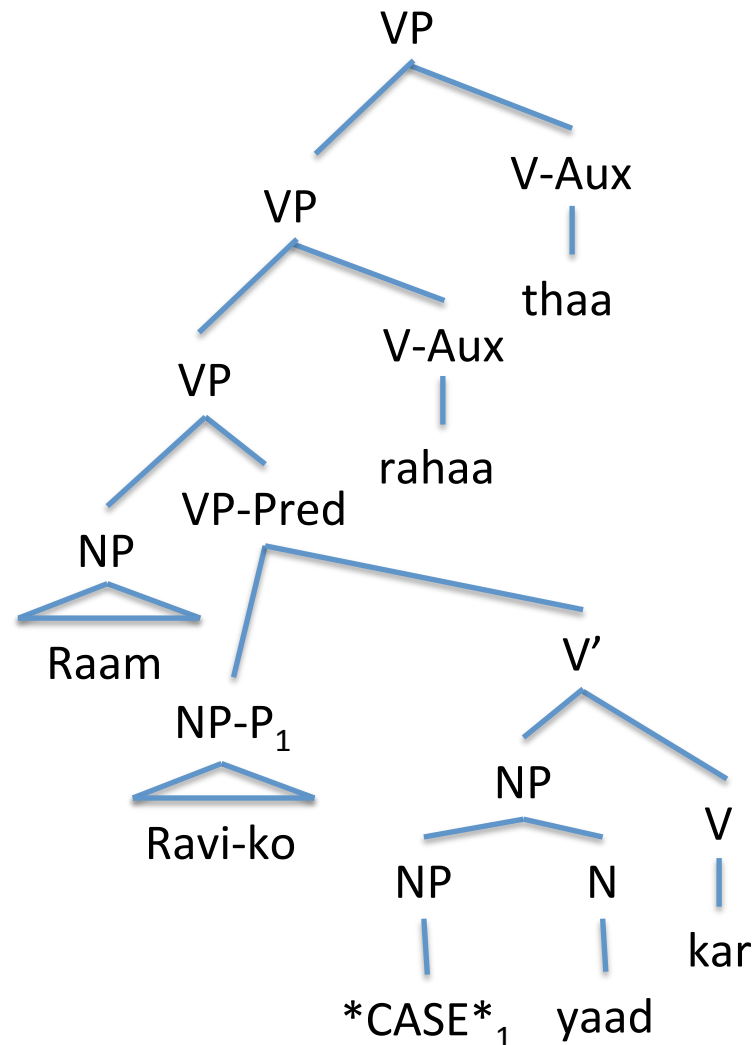 VP
V-Aux
VP
thaa
V-Aux
VP
rahaa
VP-Pred
NP
Raam
V’
NP-P1
NP
V
Ravi-ko
NP N
kar
*CASE*1 yaad